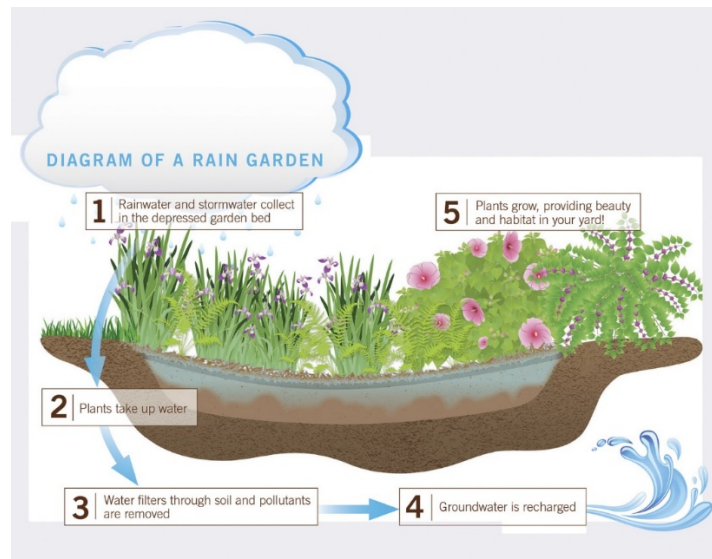 DIAGRAM OF A RAIN GARDEN
1
Rainwater and stormwater collect
in the depressed garden bed
5
Plants grow, providing beauty
and habitat in your yard!
2
Plants take up water
3
Water filters through soil and pollutants
are removed
4
Groundwater is recharged